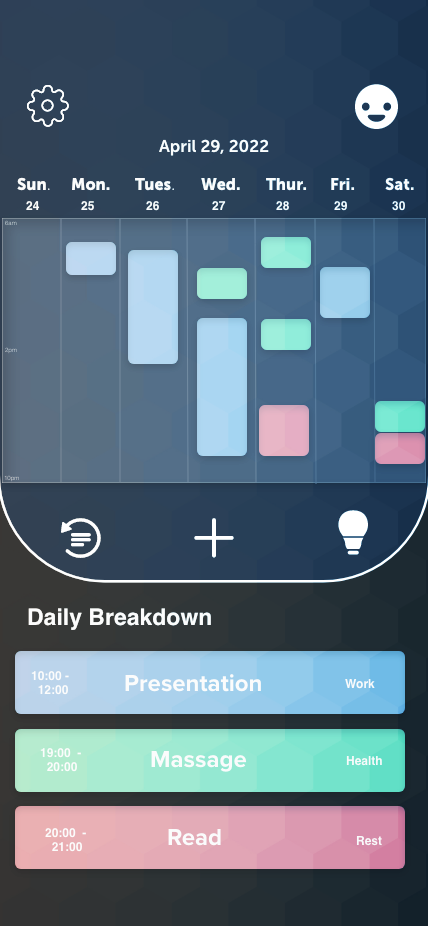 April 29, 2022
Sun. Mon. Tues. Wed. Thur. Fri. Sat.
24 25 26 27 28 29 30
6am
2pm
10pm
Daily Breakdown
10:00 -
12:00
Presentation
Work
19:00 -
20:00
Massage
Health
20:00 -
21:00
Read
Rest